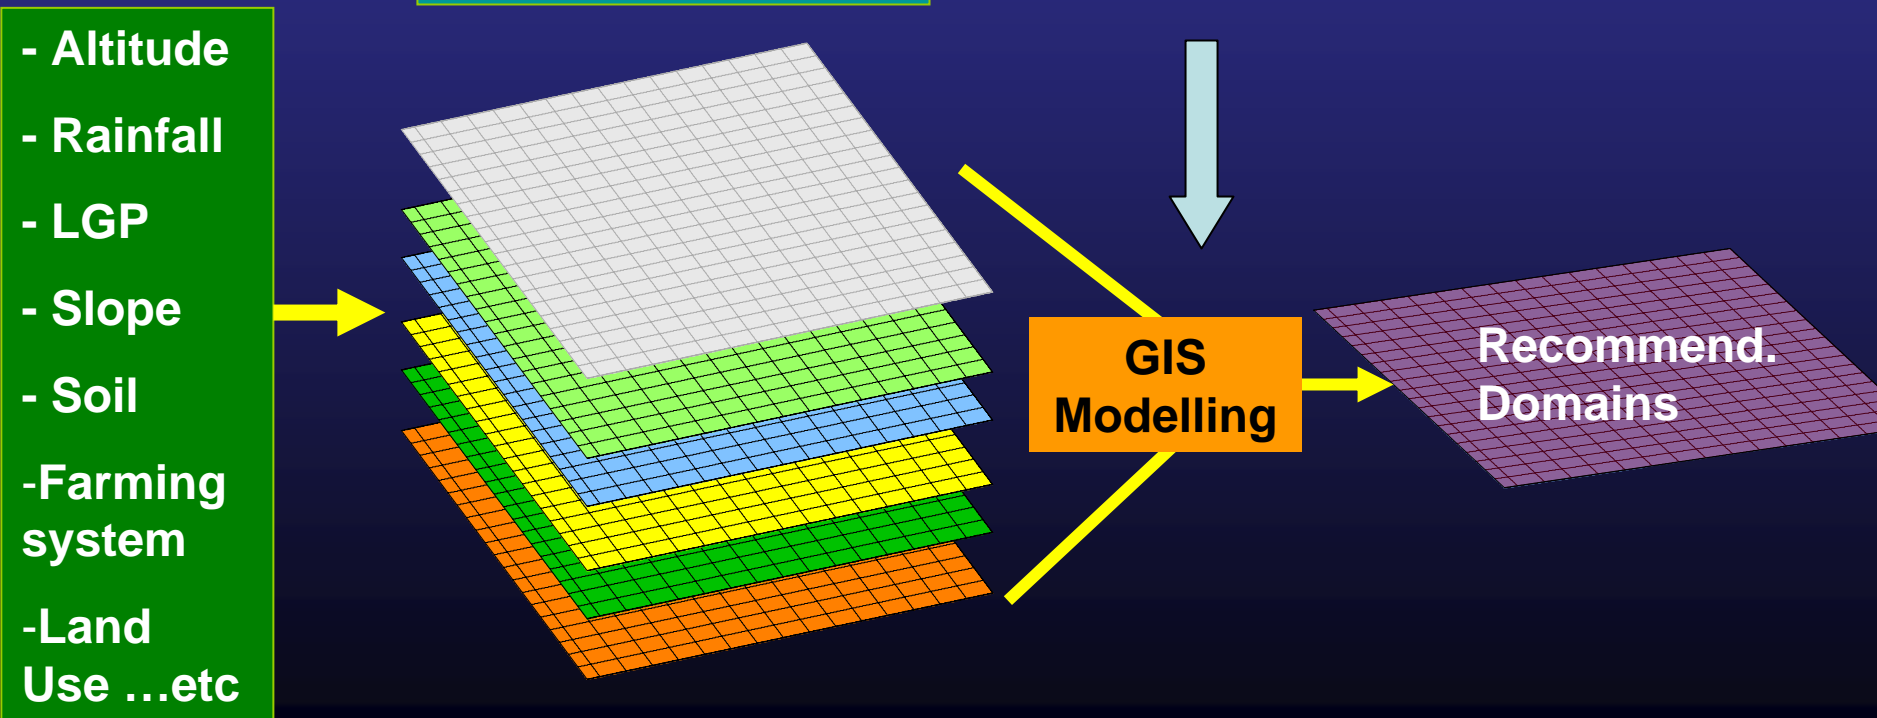 - Altitude
- Rainfall
- LGP
- Slope
- Soil
-Farming
system
-Land
Use ...etc
GIS
Modelling
Recommend.
Domains